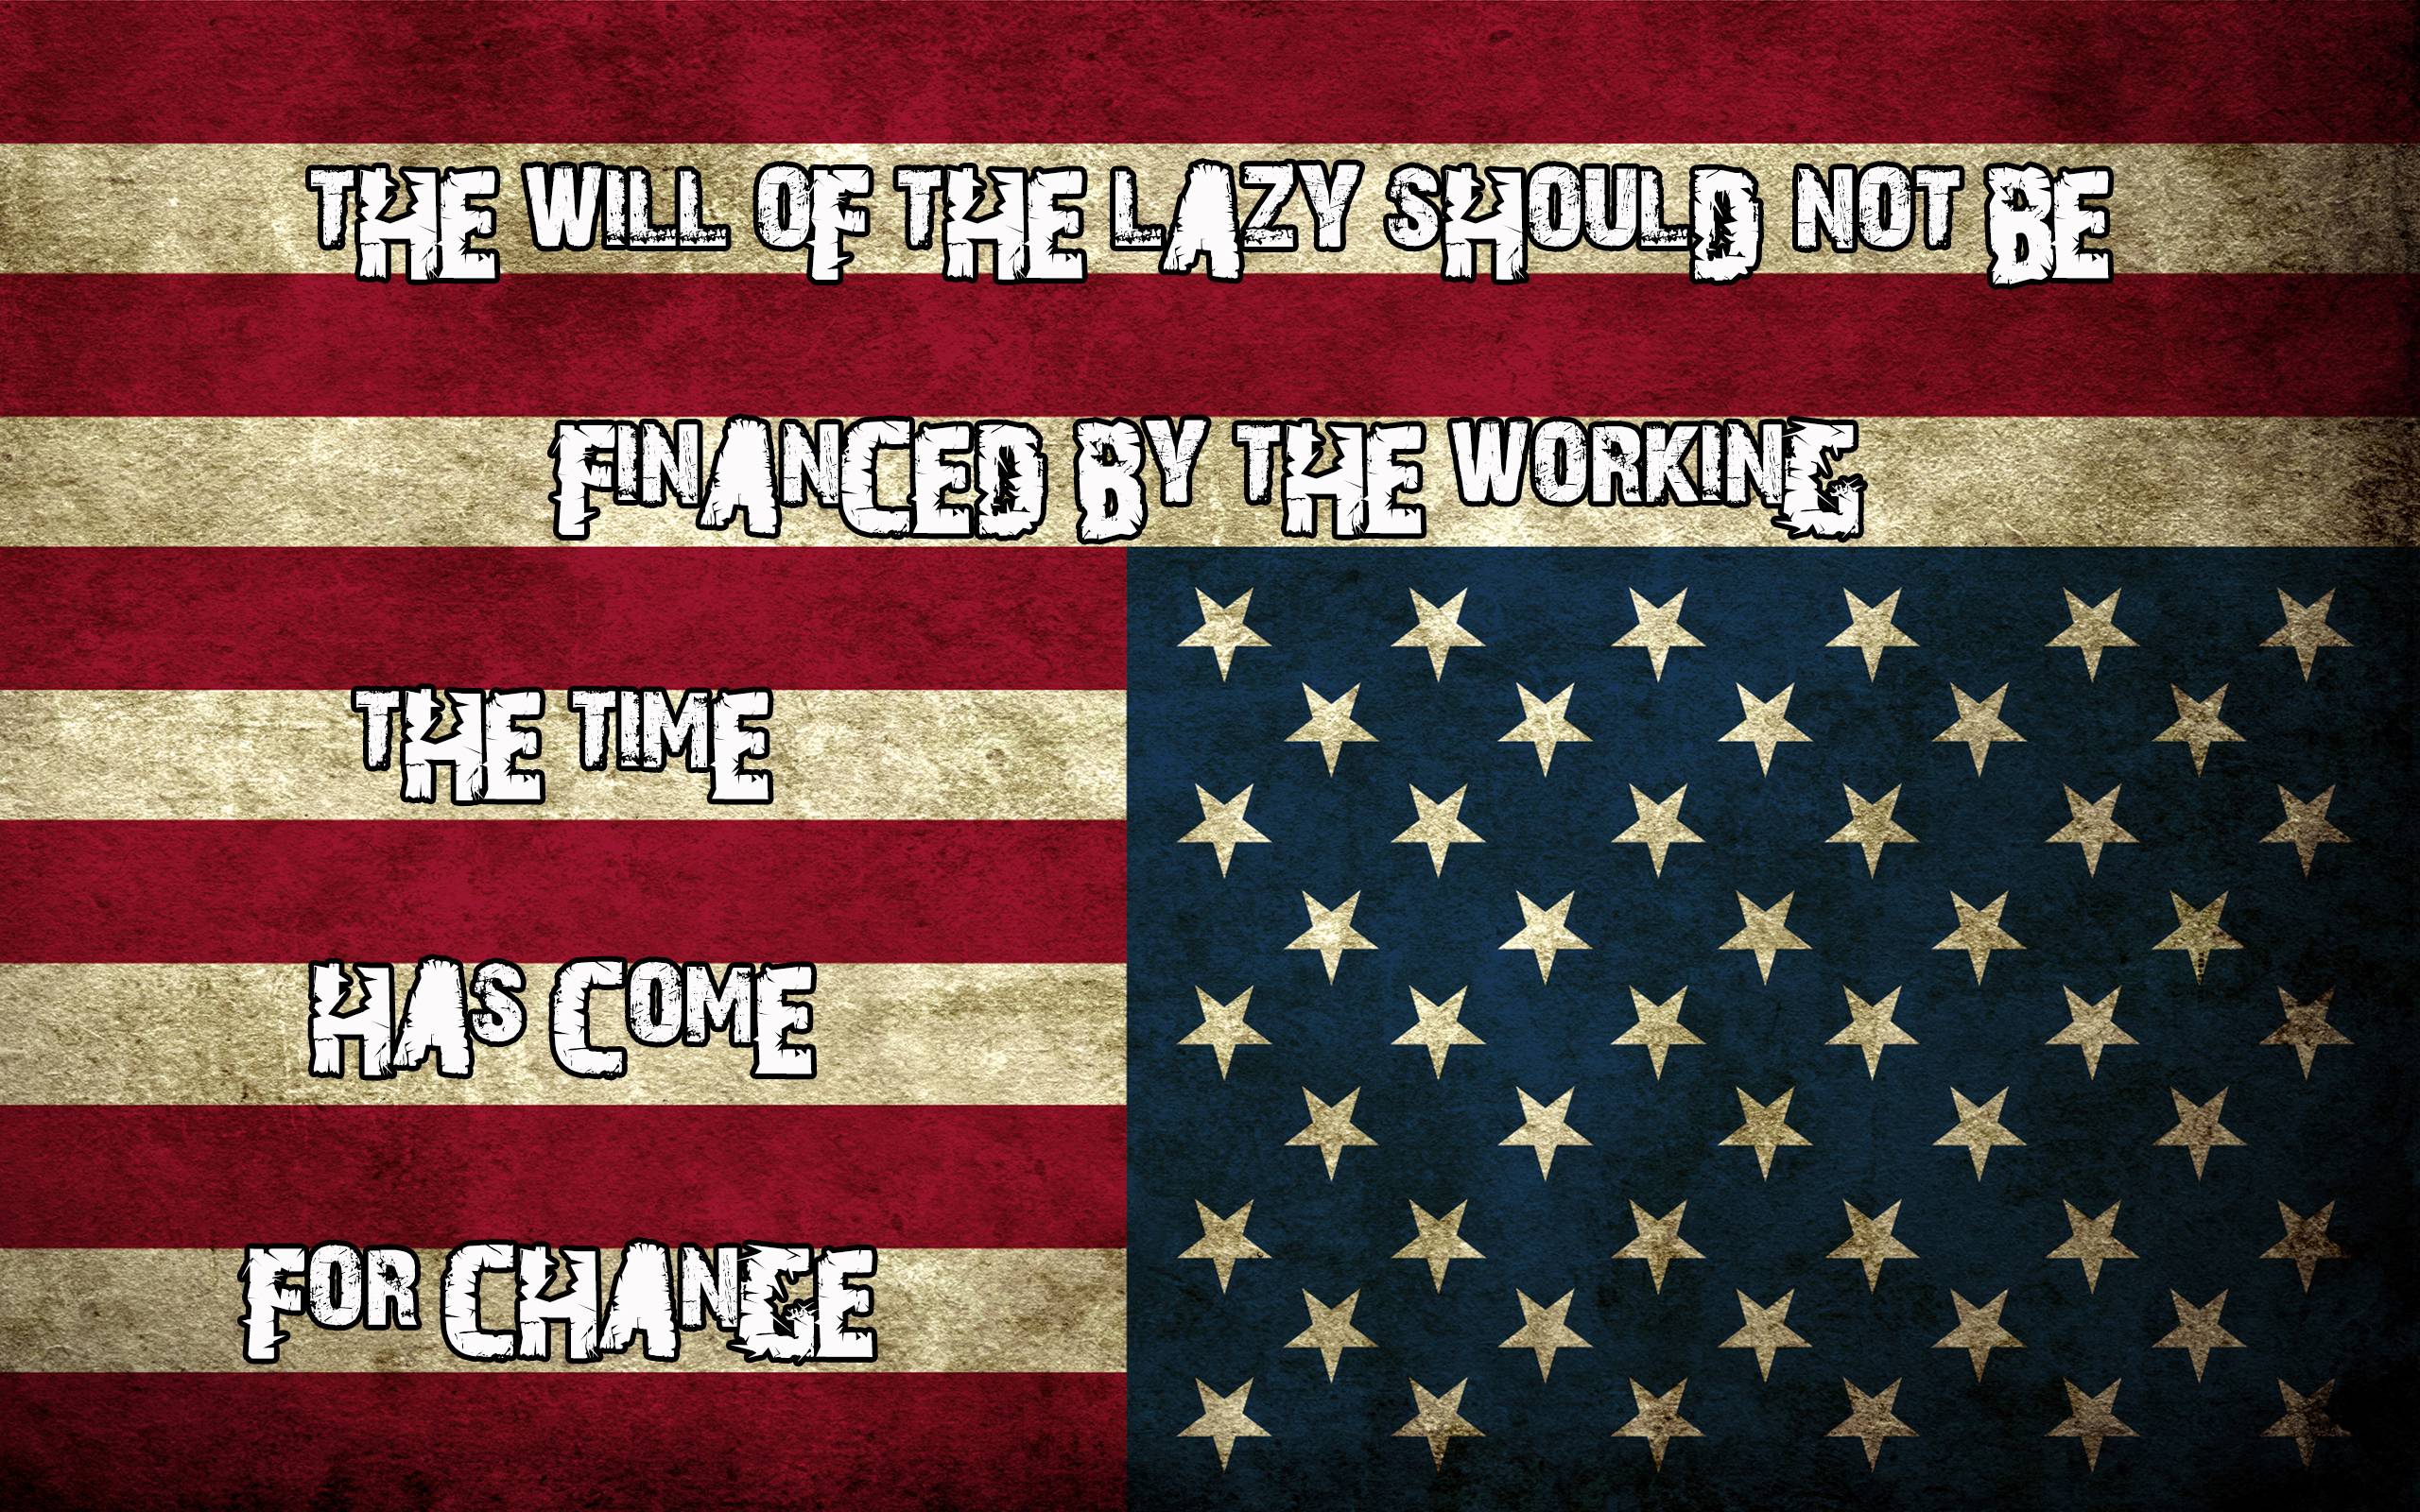 THE WILL OF THE LAZY SHOULD NOT BE
FINANCED BY THE WORKING
THE TIME
HAS COME
FOR CHANGE